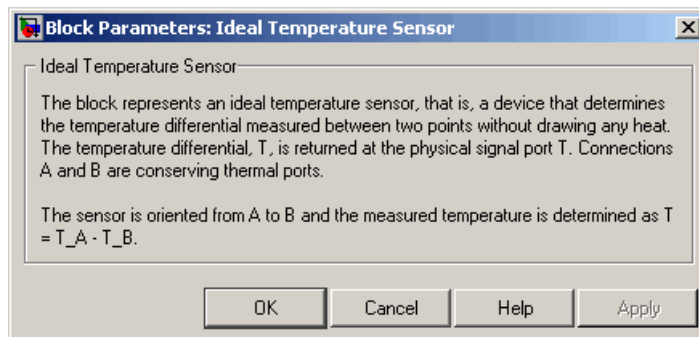 Block Parameters: Ideal Temperature Sensor
Ideal Temperature Sensor
The block represents an ideal temperature sensor, that is, a device that determines
the temperature differential measured between two points without drawing any heat.
The temperature differential, T, is returned at the physical signal port T. Connections
A and B are conserving thermal ports.
The sensor is oriented from A to B and the measured temperature is determined as T
= T_A - T_B.
OK Cancel Help Apply